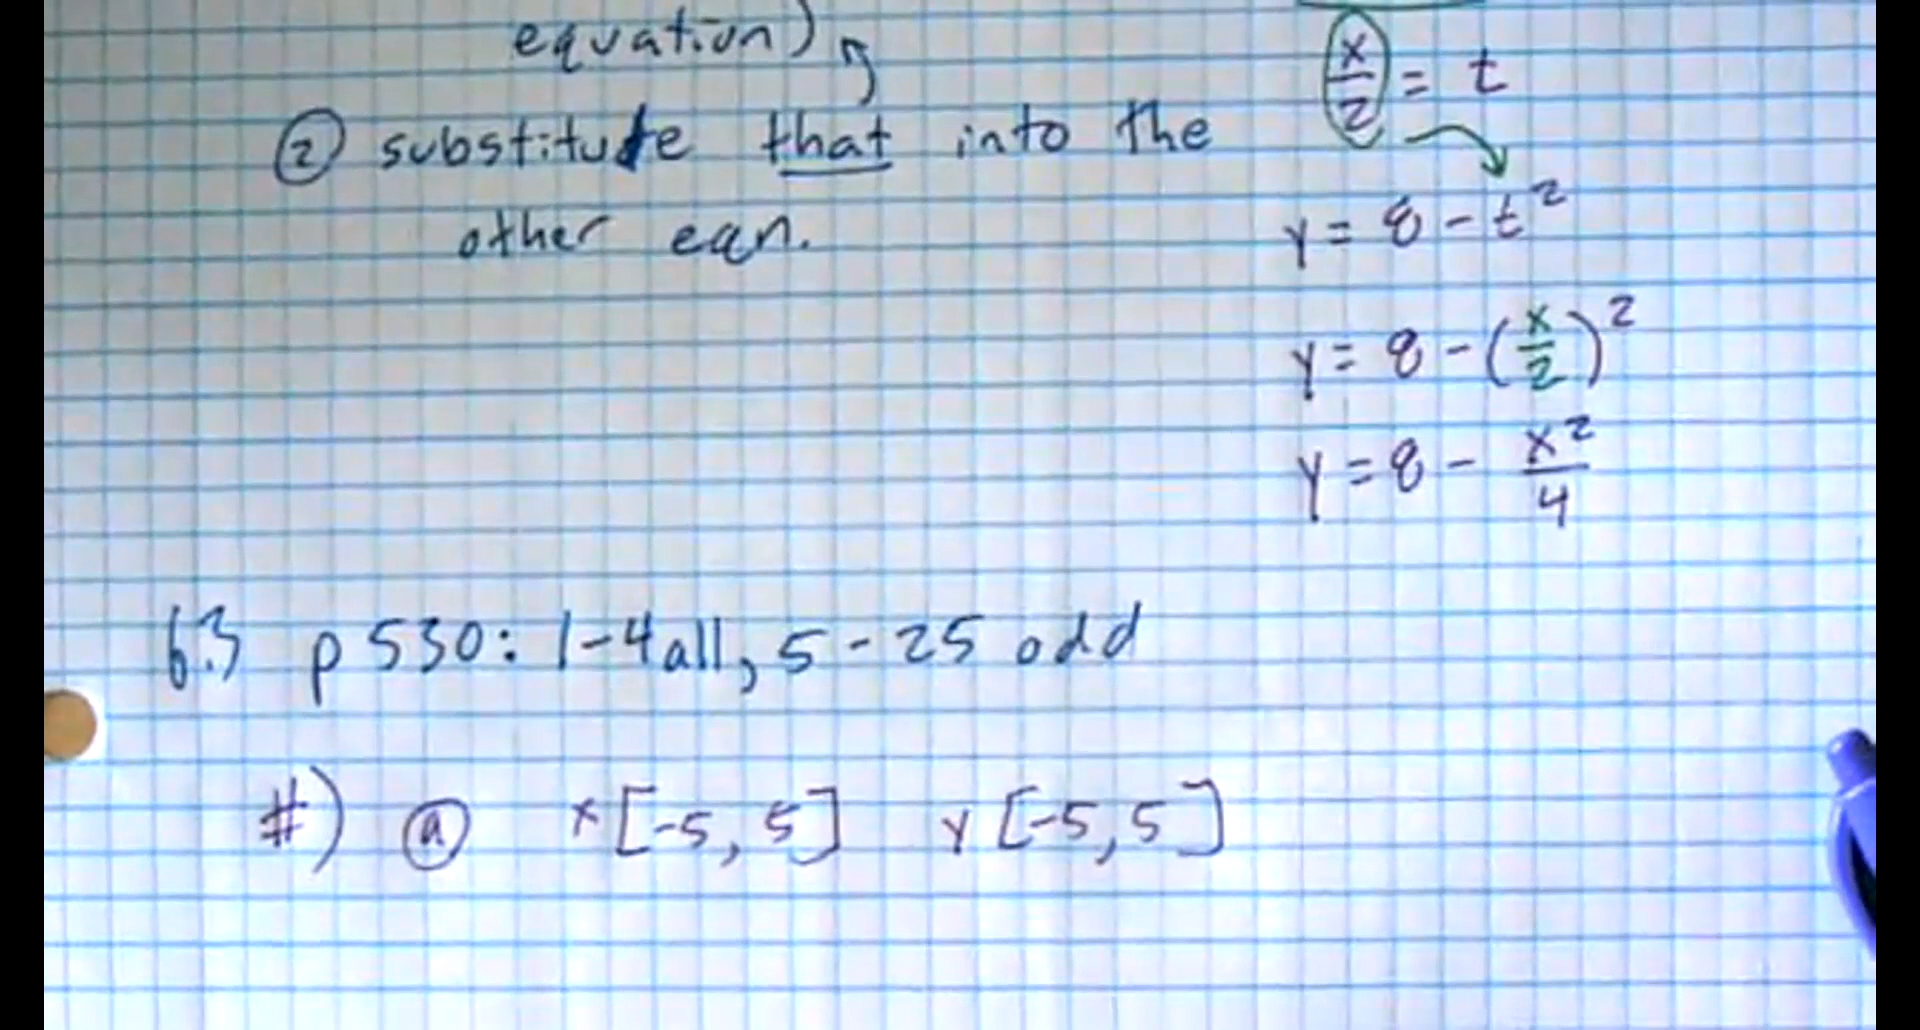 equation)
② substitute that into the
other eqn.
x/2 = t
y = 8 - t²
y = 8 - (x/2)²
y = 8 - x²/4
6.3 p 530: 1-4 all, 5-25 odd
#) ⓐ x [-5, 5] y [-5, 5]